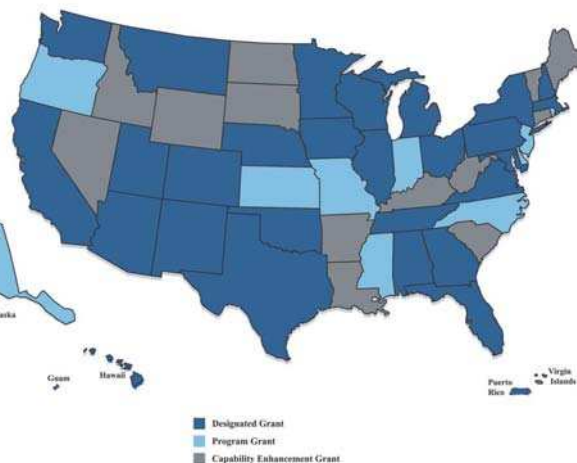 aska
Guam
Hawaii
Puerto
Rico
Virgin
Islands
Designated Grant
Program Grant
Capability Enhancement Grant